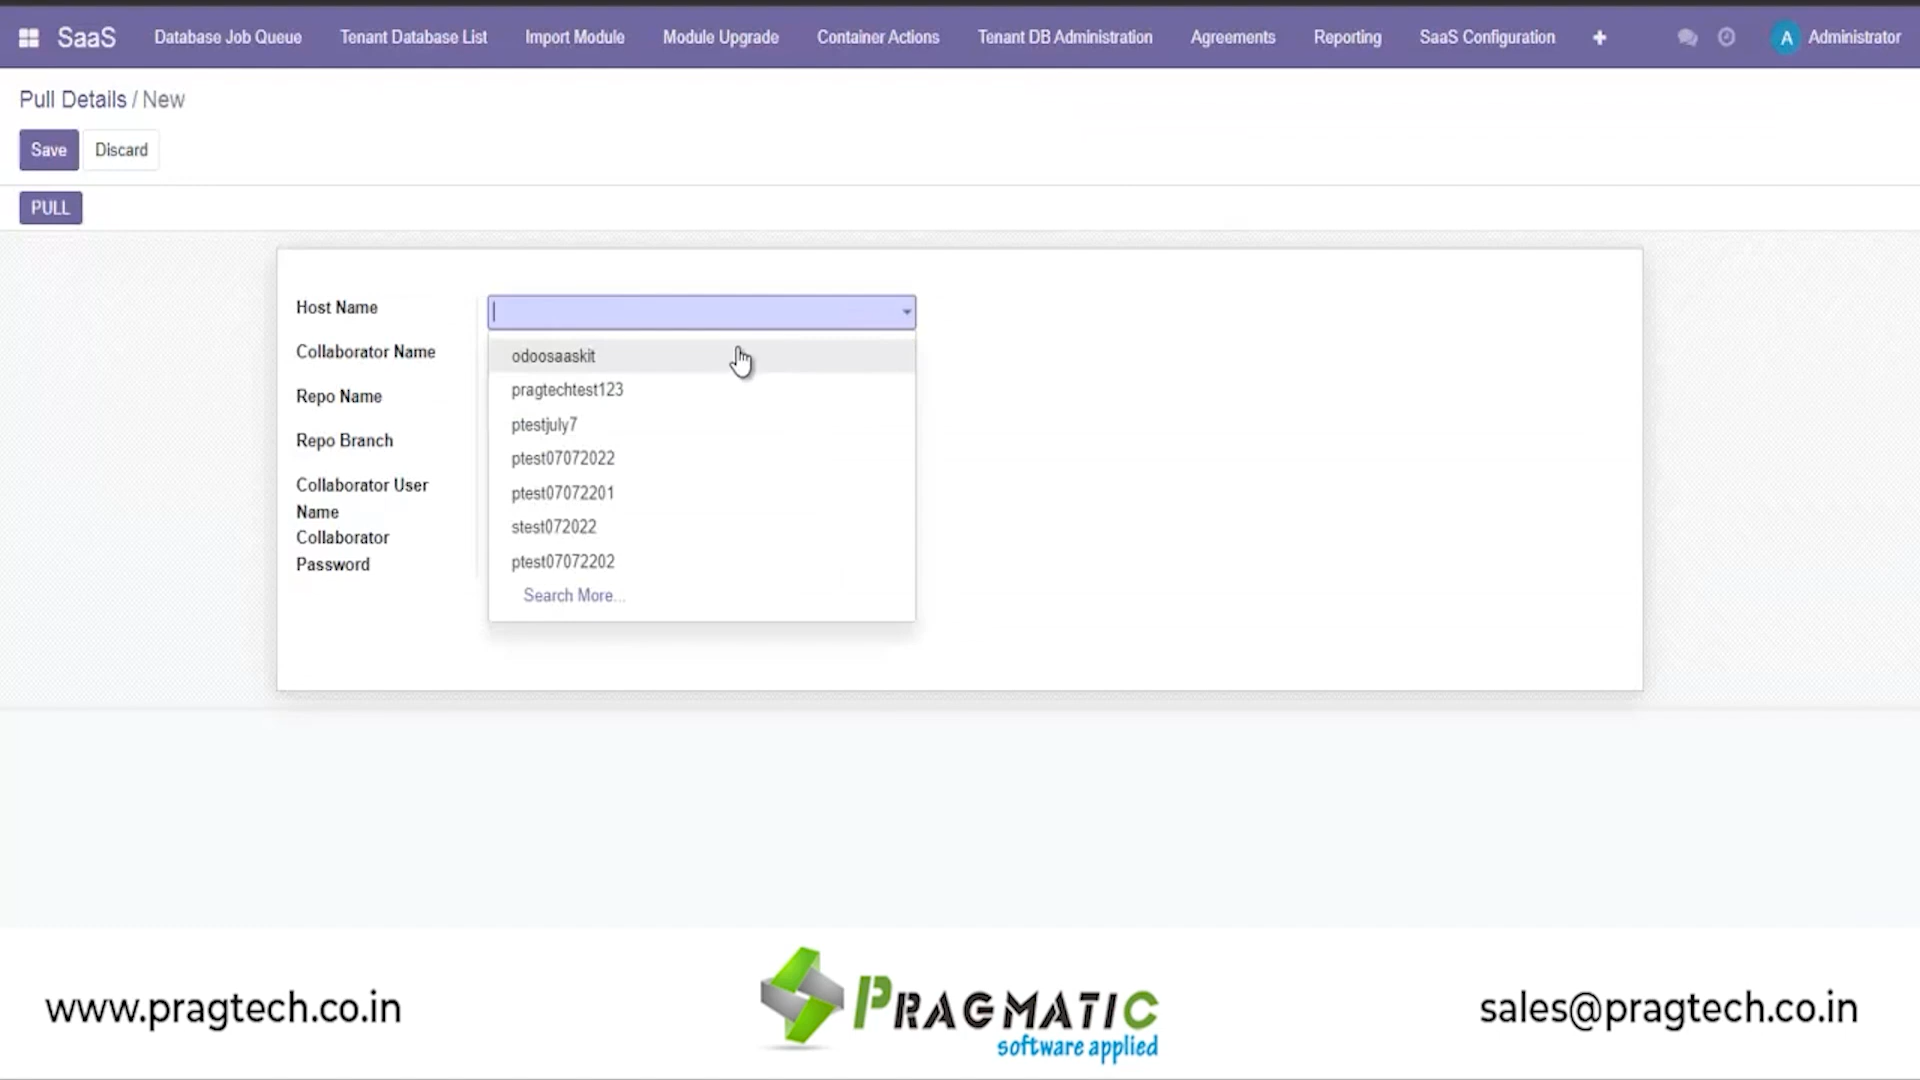 SaaS Database Job Queue Tenant Database List Import Module Module Upgrade Container Actions Tenant DB Administration Agreements Reporting SaaS Configuration + A Administrator
Pull Details / New
Save Discard
PULL
Host Name
odoosaaskit
Collaborator Name
pragtechtest123
Repo Name
ptestjuly7
Repo Branch
ptest07072022
Collaborator User
Name
ptest07072201
stest072022
Collaborator
Password
ptest07072202
Search More...
www.pragtech.co.in
PRAGMATIC
software applied
sales@pragtech.co.in